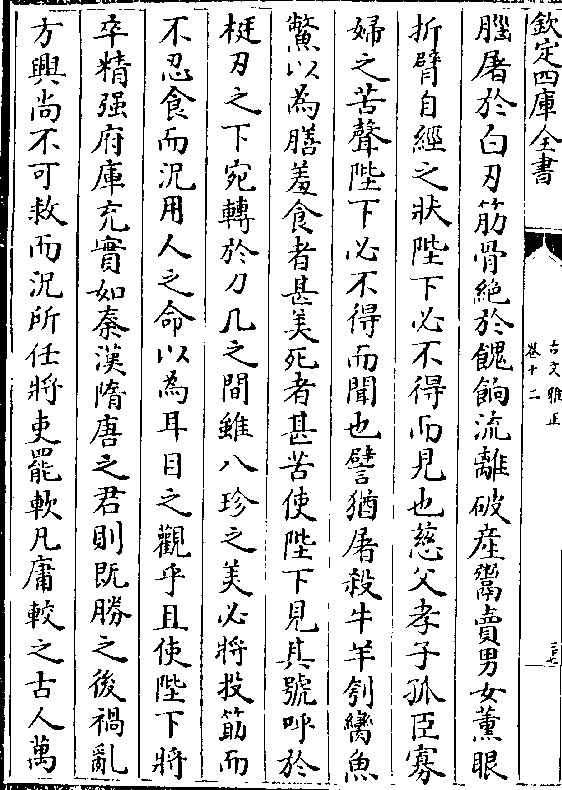 欽定四庫全書
古文雅正
卷十二
腦屠於白刃筋骨絶於餽餉流離破産鬻賣男女薰眼
折臂自經之狀陛下必不得而見也慈父孝子孤臣寡
婦之苦聲陛下必不得而聞也譬猶屠殺牛羊刳臠魚
鱉以為膳羞食者甚美死者甚苦使陛下見其號呼於
梃刃之下宛轉於刀几之間雖八珍之美必將投筯而
不忍食而況用人之命以為耳目之觀乎且使陛下將
卒精强府庫充實如秦漢隋唐之君則既勝之後禍亂
方興尚不可救而況所任將吏罷軟凡庸較之古人萬